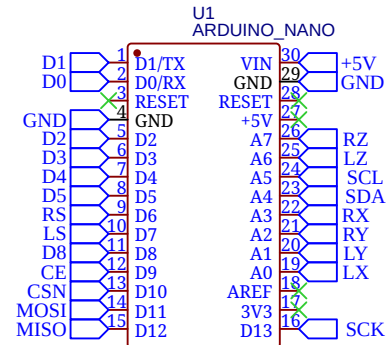 U1
ARDUINO_NANO
D1 1 D1/TX VIN 30 +5V
D0 2 D0/RX GND 29 GND
3 RESET RESET 28
GND 4 GND +5V 27
D2 5 D2 A7 26 RZ
D3 6 D3 A6 25 LZ
D4 7 D4 A5 24 SCL
D5 8 D5 A4 23 SDA
RS 9 D6 A3 22 RX
LS 10 D7 A2 21 RY
D8 11 D8 A1 20 LY
CE 12 D9 A0 19 LX
CSN 13 D10 AREF 18
MOSI 14 D11 3V3 17
MISO 15 D12 D13 16 SCK